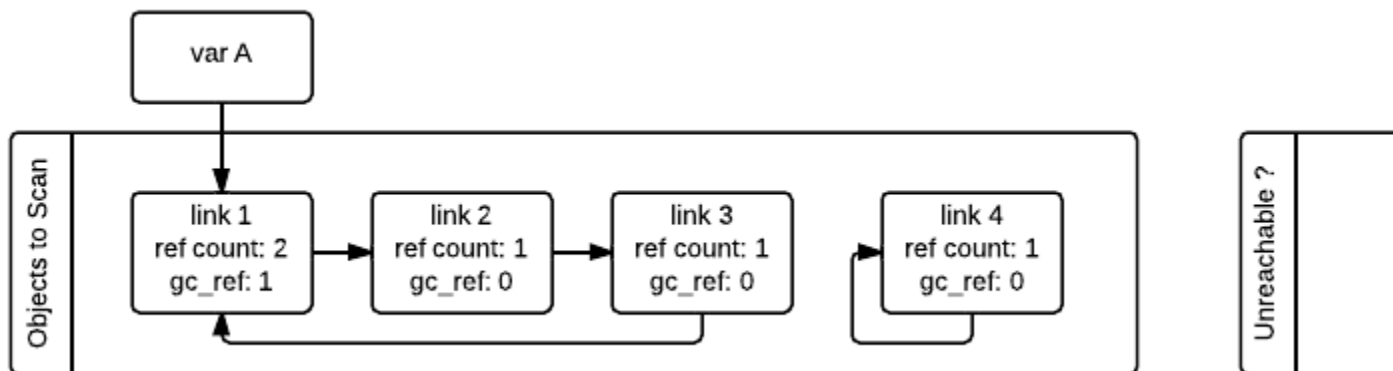 var A
Objects to Scan
link 1
ref count: 2
gc_ref: 1
link 2
ref count: 1
gc_ref: 0
link 3
ref count: 1
gc_ref: 0
link 4
ref count: 1
gc_ref: 0
Unreachable ?